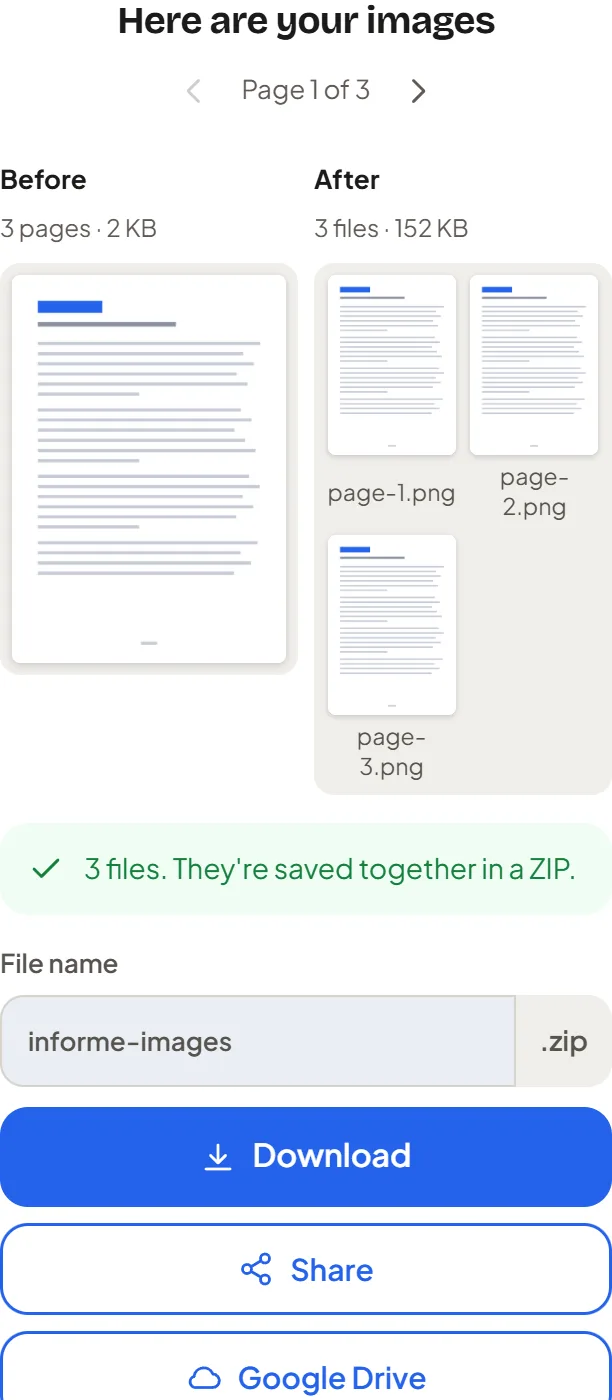 Here are your images
Page 1 of 3
Before
3 pages · 2 KB
After
3 files · 152 KB
page-1.png
page-
2.png
page-
3.png
3 files. They're saved together in a ZIP.
File name
informe-images
.zip
Download
Share
Google Drive